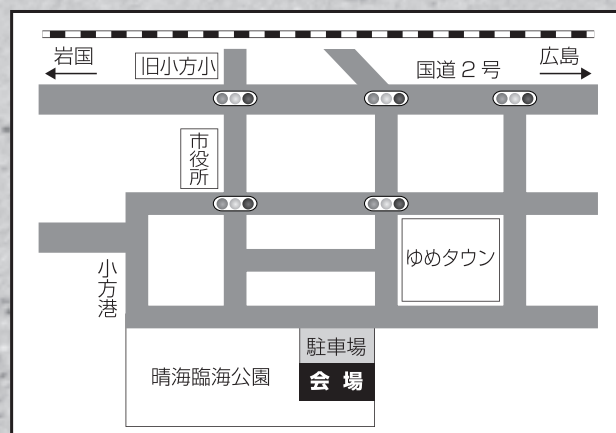 岩国
旧小方小
国道2号
広島
市役所
小方港
ゆめタウン
駐車場
会場
晴海臨海公園